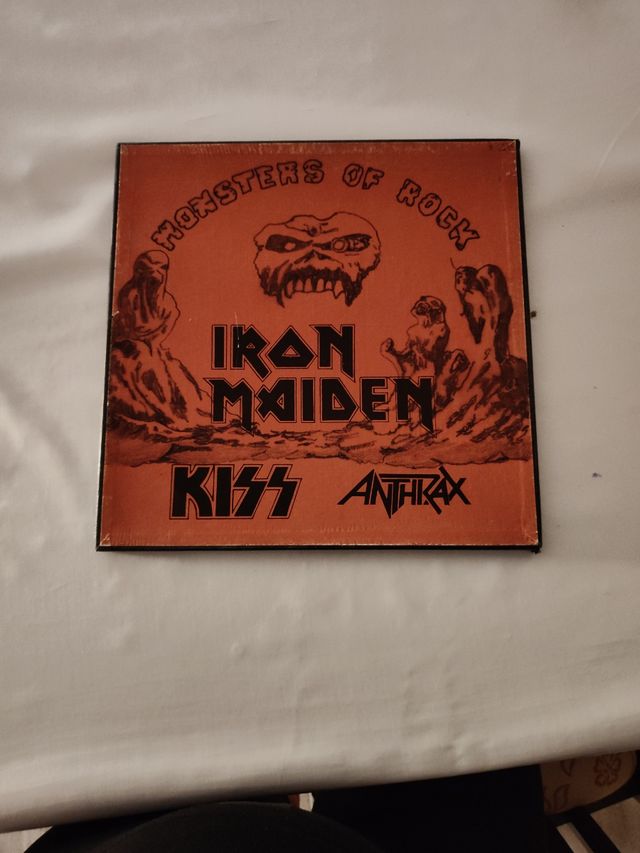 MONSTERS OF ROCK
IRON
MAIDEN
KISS
ANTHRAX